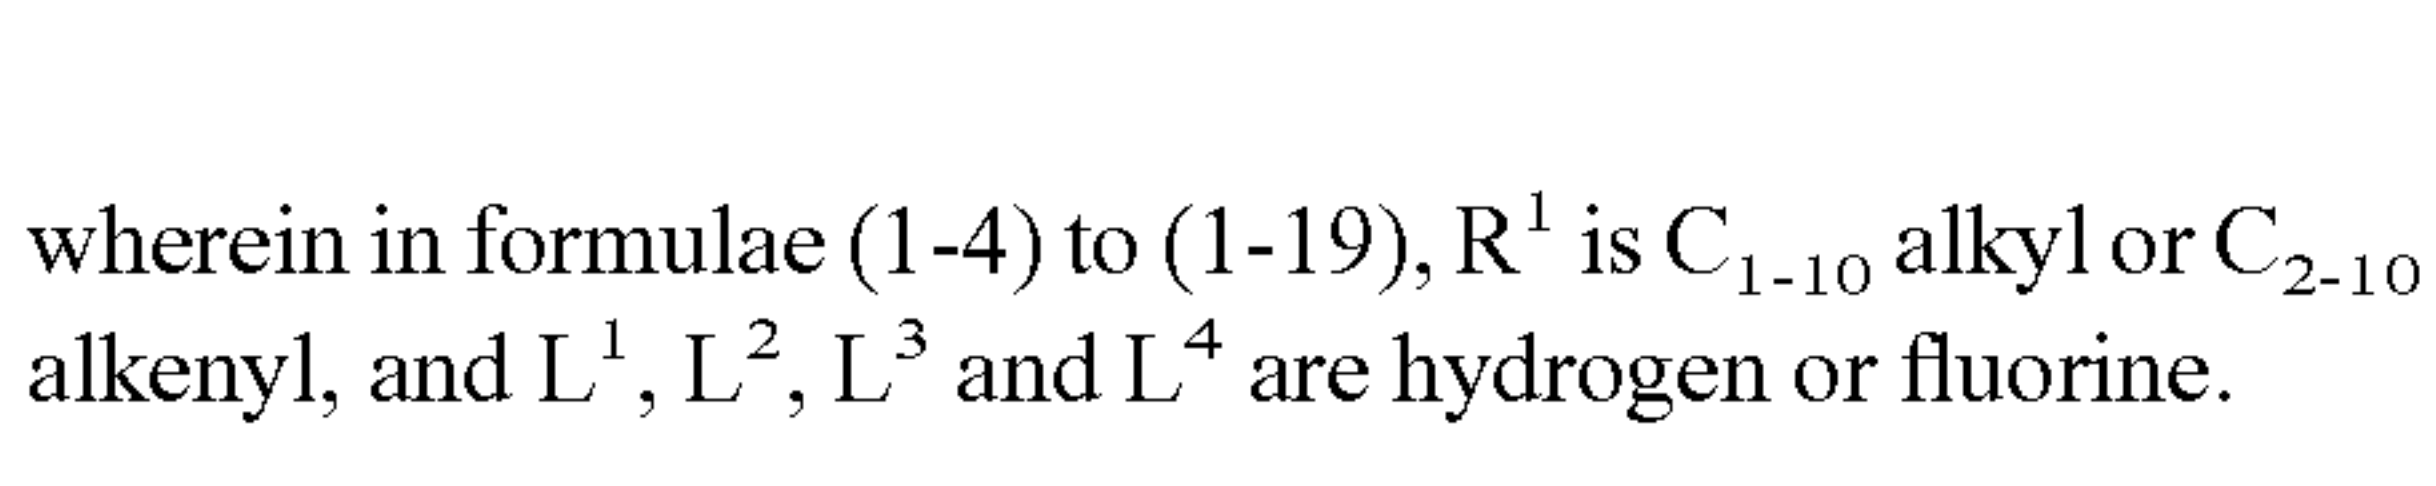 wherein in formulae (1-4) to (1-19), R¹ is C₁₋₁₀ alkyl or C₂₋₁₀
alkenyl, and L¹, L², L³ and L⁴ are hydrogen or fluorine.